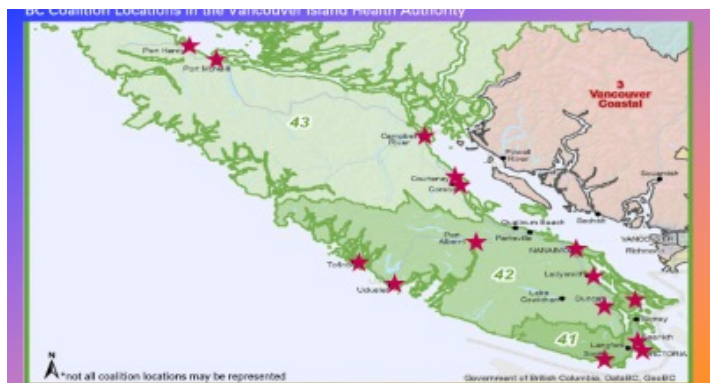 BC Coalition Locations in the Vancouver Island Health Authority
Port Hardy
Port McNeill
3
Vancouver
Coastal
43
Campbell
River
Powell
River
Courtenay
Comox
Squamish
Qualicum Beach
Sechelt
Parksville
Port
Alberni
NANAIMO
VANCOUVER
Richmond
Tofino
Ucluelet
42
Ladysmith
Lake
Cowichan
Duncan
Sidney
41
Saanich
Langford
VICTORIA
Sooke
N
*not all coalition locations may be represented
Government of British Columbia, DataBC, GeoBC